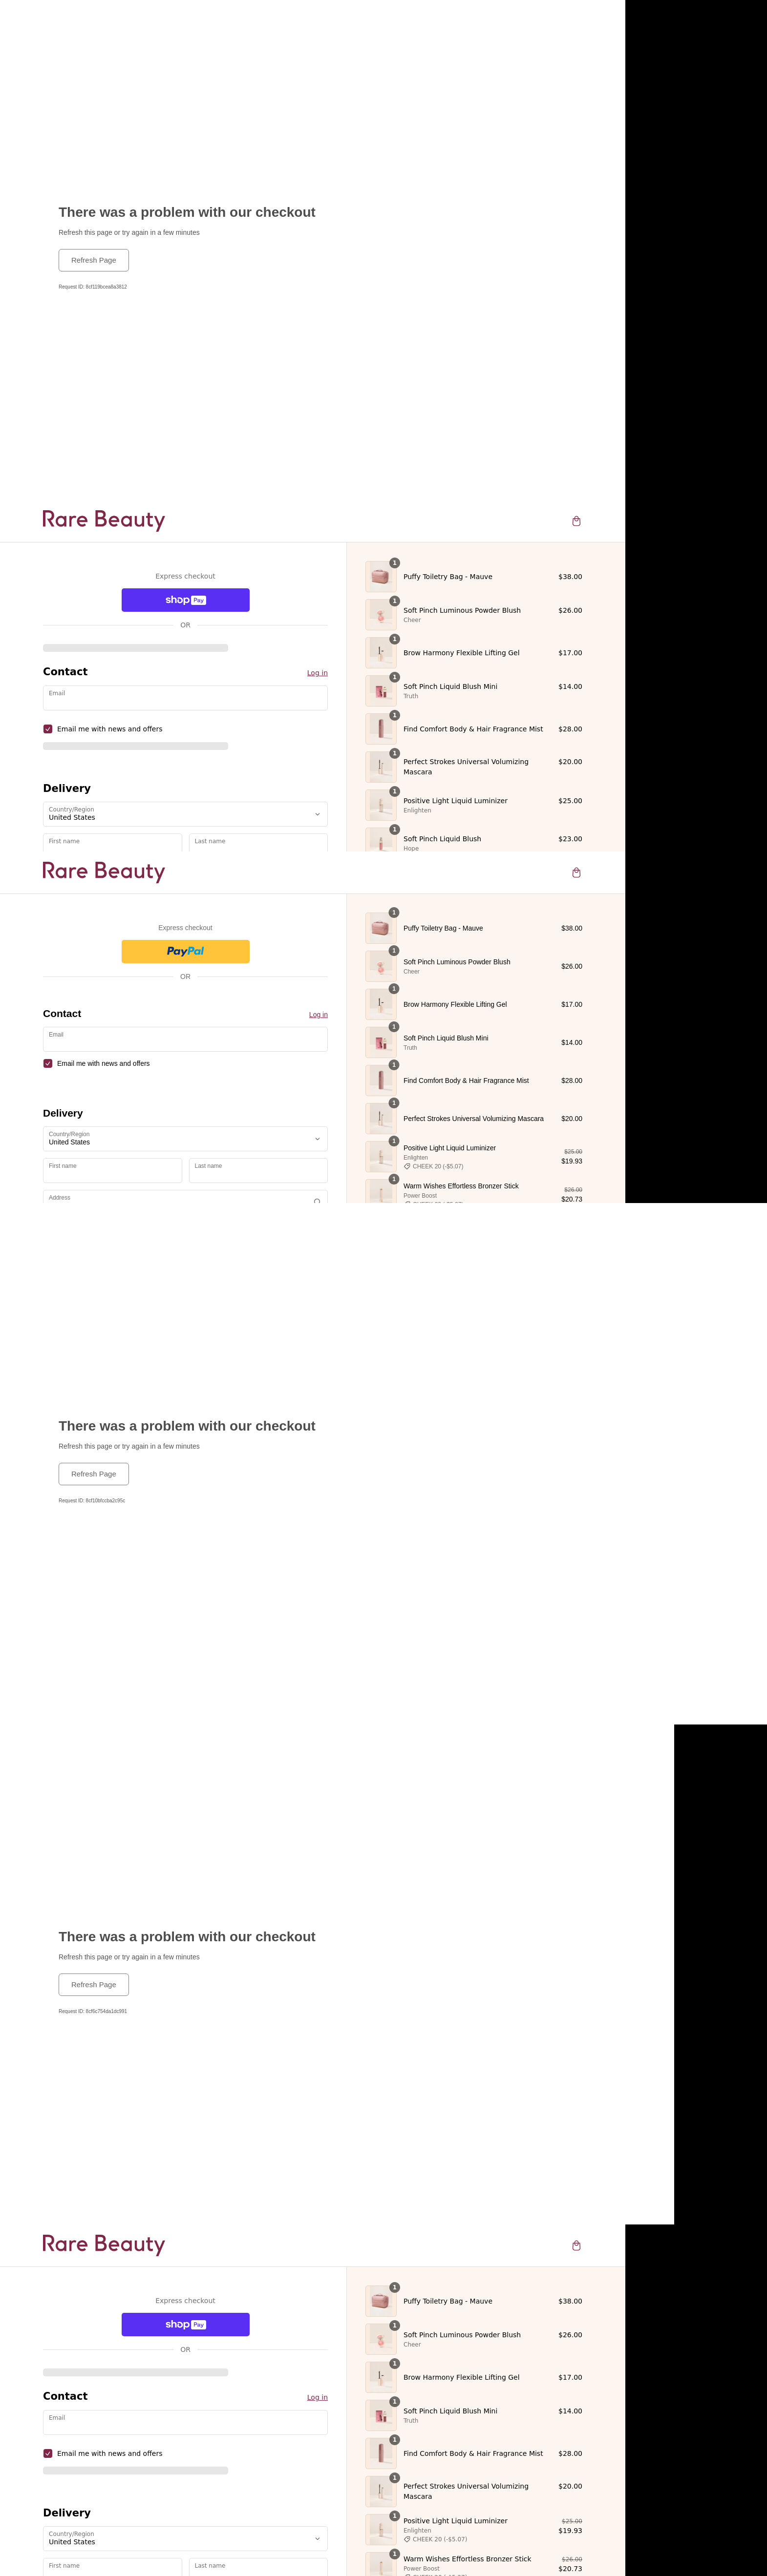 There was a problem with our checkout
Refresh this page or try again in a few minutes
Refresh Page
Request ID: 8cf119bcea8a3812
Rare Beauty
Express checkout
shop Pay
OR
Contact
Log in
Email
Email me with news and offers
Delivery
Country/Region
United States
First name
Last name
1
Puffy Toiletry Bag - Mauve
$38.00
1
Soft Pinch Luminous Powder Blush
$26.00
Cheer
1
Brow Harmony Flexible Lifting Gel
$17.00
1
Soft Pinch Liquid Blush Mini
$14.00
Truth
1
Find Comfort Body & Hair Fragrance Mist
$28.00
1
Perfect Strokes Universal Volumizing
Mascara
$20.00
1
Positive Light Liquid Luminizer
$25.00
Enlighten
1
Soft Pinch Liquid Blush
$23.00
Hope
Rare Beauty
Express checkout
PayPal
OR
Contact
Log in
Email
Email me with news and offers
Delivery
Country/Region
United States
First name
Last name
Address
1
Puffy Toiletry Bag - Mauve
$38.00
1
Soft Pinch Luminous Powder Blush
Cheer
$26.00
1
Brow Harmony Flexible Lifting Gel
$17.00
1
Soft Pinch Liquid Blush Mini
Truth
$14.00
1
Find Comfort Body & Hair Fragrance Mist
$28.00
1
Perfect Strokes Universal Volumizing Mascara
$20.00
1
Positive Light Liquid Luminizer
Enlighten
CHEEK 20 (-$5.07)
$25.00
$19.93
1
Warm Wishes Effortless Bronzer Stick
Power Boost
$26.00
$20.73
There was a problem with our checkout
Refresh this page or try again in a few minutes
Refresh Page
Request ID: 8cf10bfccba2c95c
There was a problem with our checkout
Refresh this page or try again in a few minutes
Refresh Page
Request ID: 8cf6c754da1dc591
Rare Beauty
Express checkout
shop Pay
OR
Contact
Log in
Email
Email me with news and offers
Delivery
Country/Region
United States
First name
Last name
1
Puffy Toiletry Bag - Mauve
$38.00
1
Soft Pinch Luminous Powder Blush
$26.00
Cheer
1
Brow Harmony Flexible Lifting Gel
$17.00
1
Soft Pinch Liquid Blush Mini
$14.00
Truth
1
Find Comfort Body & Hair Fragrance Mist
$28.00
1
Perfect Strokes Universal Volumizing
Mascara
$20.00
1
Positive Light Liquid Luminizer
Enlighten
CHEEK 20 (-$5.07)
$25.00
$19.93
1
Warm Wishes Effortless Bronzer Stick
Power Boost
$26.00
$20.73